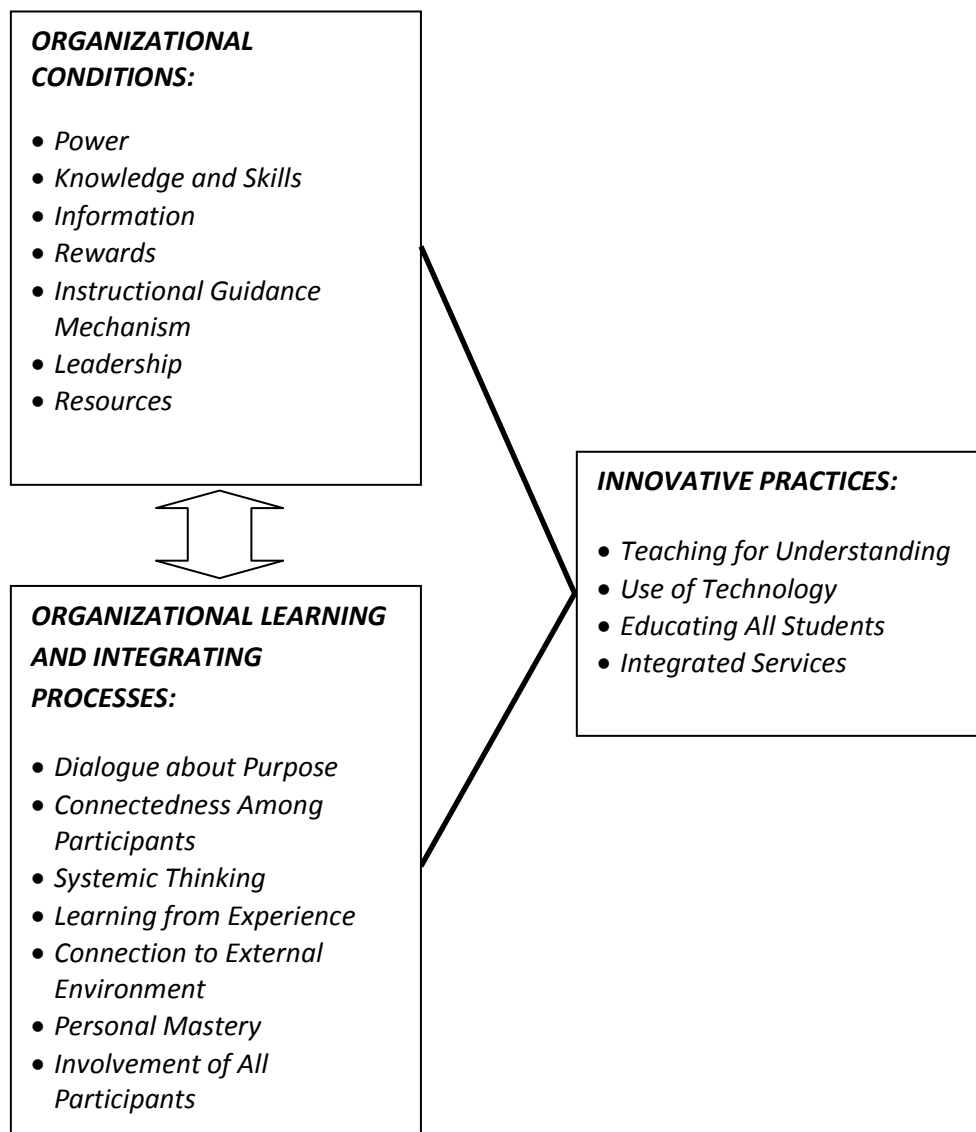 ORGANIZATIONAL
CONDITIONS:
• Power
• Knowledge and Skills
• Information
• Rewards
• Instructional Guidance
Mechanism
• Leadership
• Resources
ORGANIZATIONAL LEARNING
AND INTEGRATING
PROCESSES:
• Dialogue about Purpose
• Connectedness Among
Participants
• Systemic Thinking
• Learning from Experience
• Connection to External
Environment
• Personal Mastery
• Involvement of All
Participants
INNOVATIVE PRACTICES:
• Teaching for Understanding
• Use of Technology
• Educating All Students
• Integrated Services